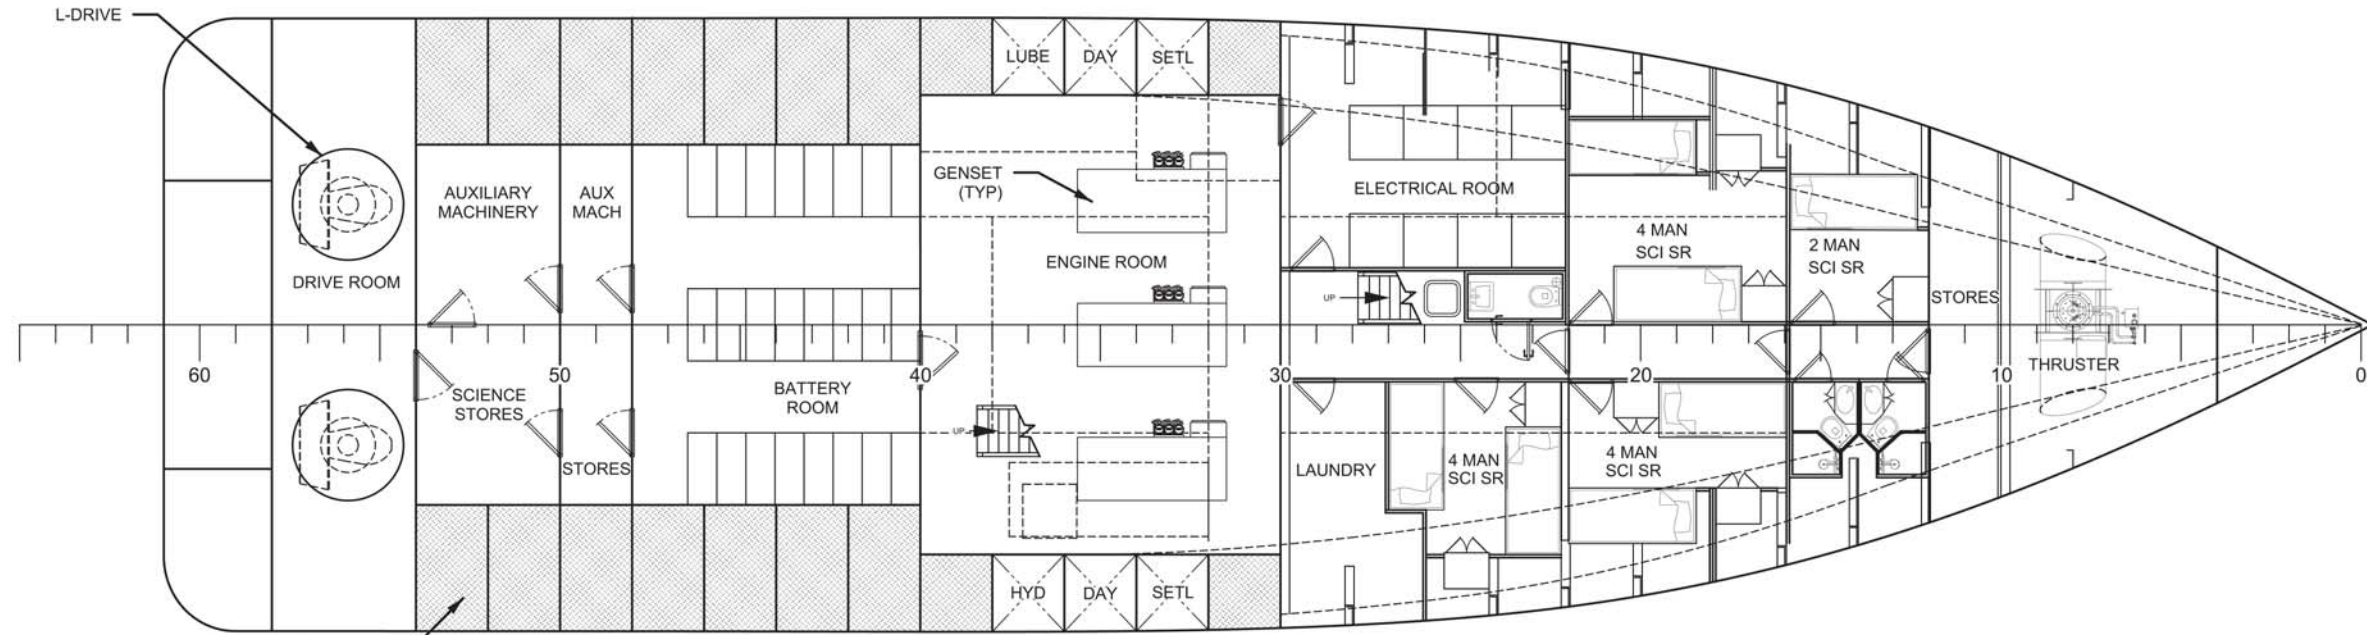 L-DRIVE
LUBE
DAY
SETL
GENSET
(TYP)
AUXILIARY
MACHINERY
AUX
MACH
ELECTRICAL ROOM
4 MAN
SCI SR
2 MAN
SCI SR
ENGINE ROOM
DRIVE ROOM
UP
STORES
60
50
40
30
20
10
0
THRUSTER
SCIENCE
STORES
BATTERY
ROOM
UP
STORES
LAUNDRY
4 MAN
SCI SR
4 MAN
SCI SR
HYD
DAY
SETL